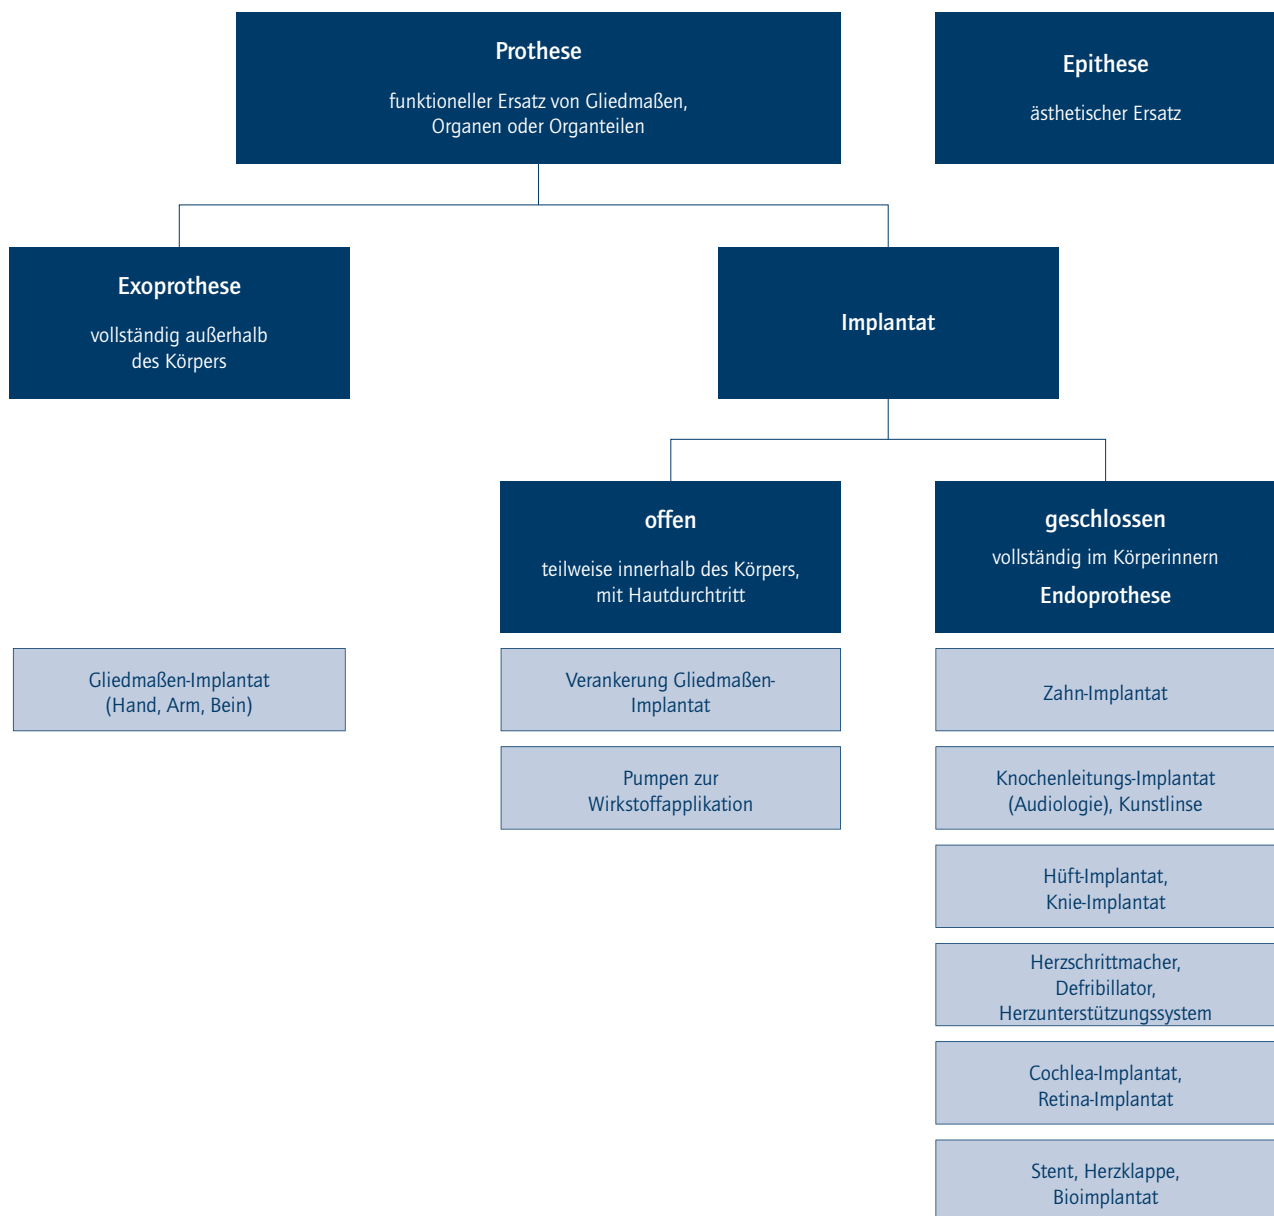 Prothese
funktioneller Ersatz von Gliedmaßen,
Organen oder Organteilen
Epithese
ästhetischer Ersatz
Exoprothese
vollständig außerhalb
des Körpers
Implantat
offen
teilweise innerhalb des Körpers,
mit Hautdurchtritt
geschlossen
vollständig im Körperinnern
Endoprothese
Gliedmaßen-Implantat
(Hand, Arm, Bein)
Verankerung Gliedmaßen-
Implantat
Pumpen zur
Wirkstoffapplikation
Zahn-Implantat
Knochenleitungs-Implantat
(Audiologie), Kunstlinse
Hüft-Implantat,
Knie-Implantat
Herzschrittmacher,
Defribillator,
Herzunterstützungssystem
Cochlea-Implantat,
Retina-Implantat
Stent, Herzklappe,
Bioimplantat